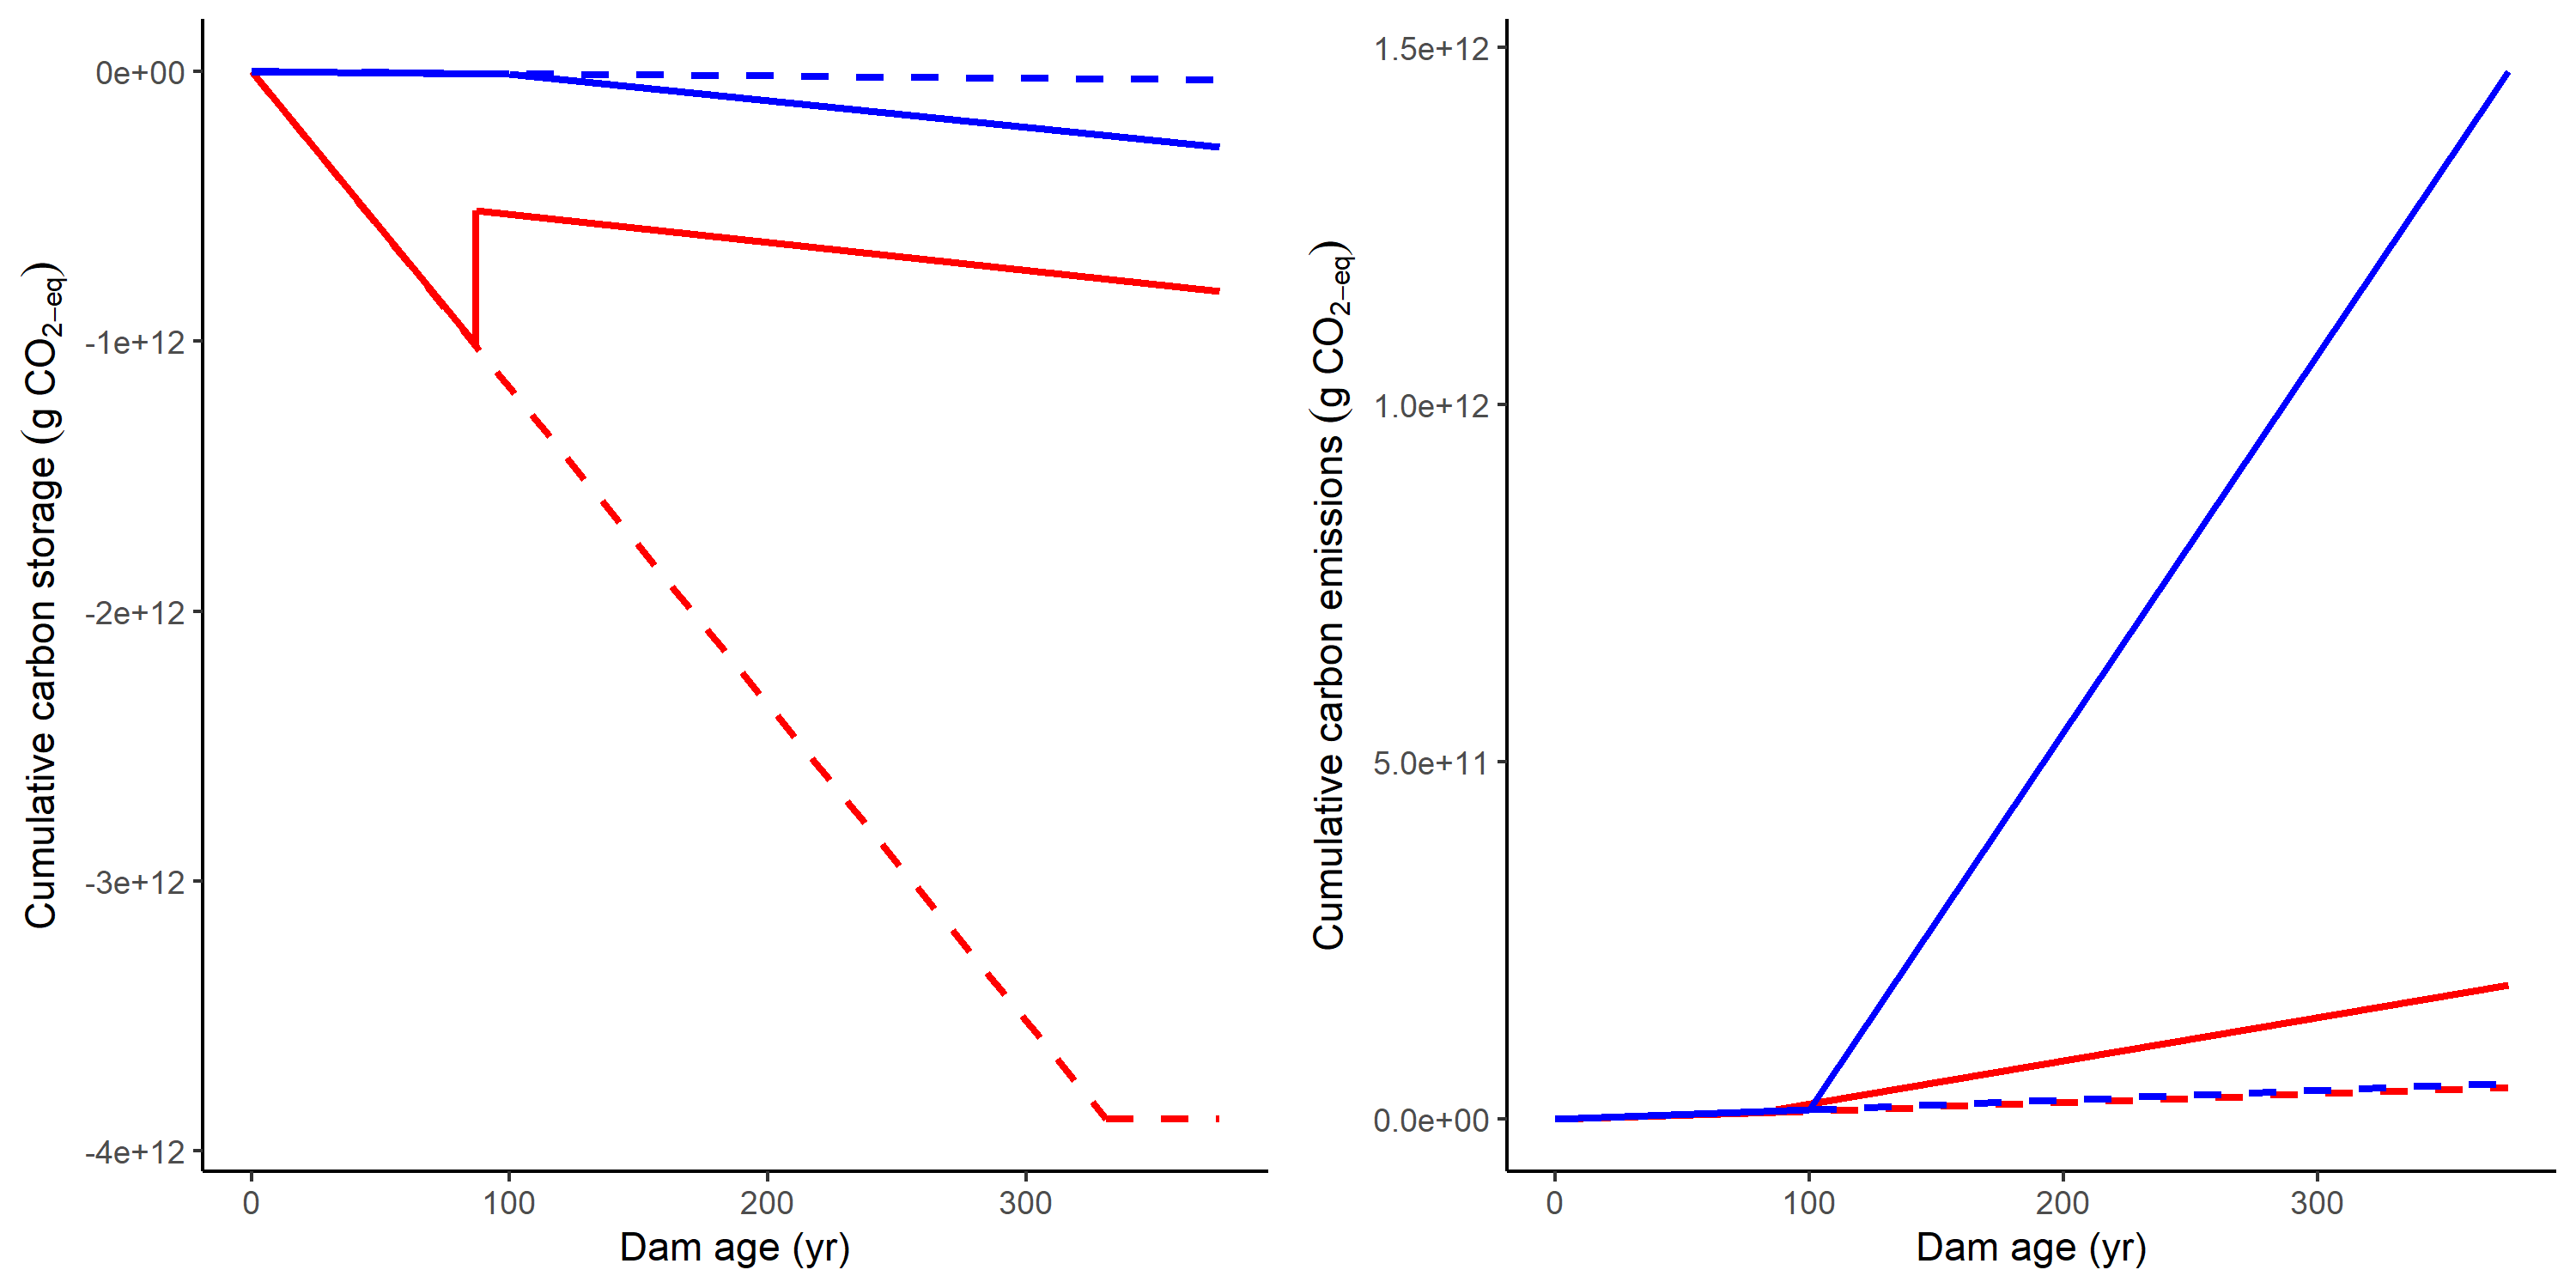 Cumulative carbon storage (g CO2−eq)
0e+00
-1e+12
-2e+12
-3e+12
-4e+12
0 100 200 300
Dam age (yr)
Cumulative carbon emissions (g CO2−eq)
1.5e+12
1.0e+12
5.0e+11
0.0e+00
0 100 200 300
Dam age (yr)